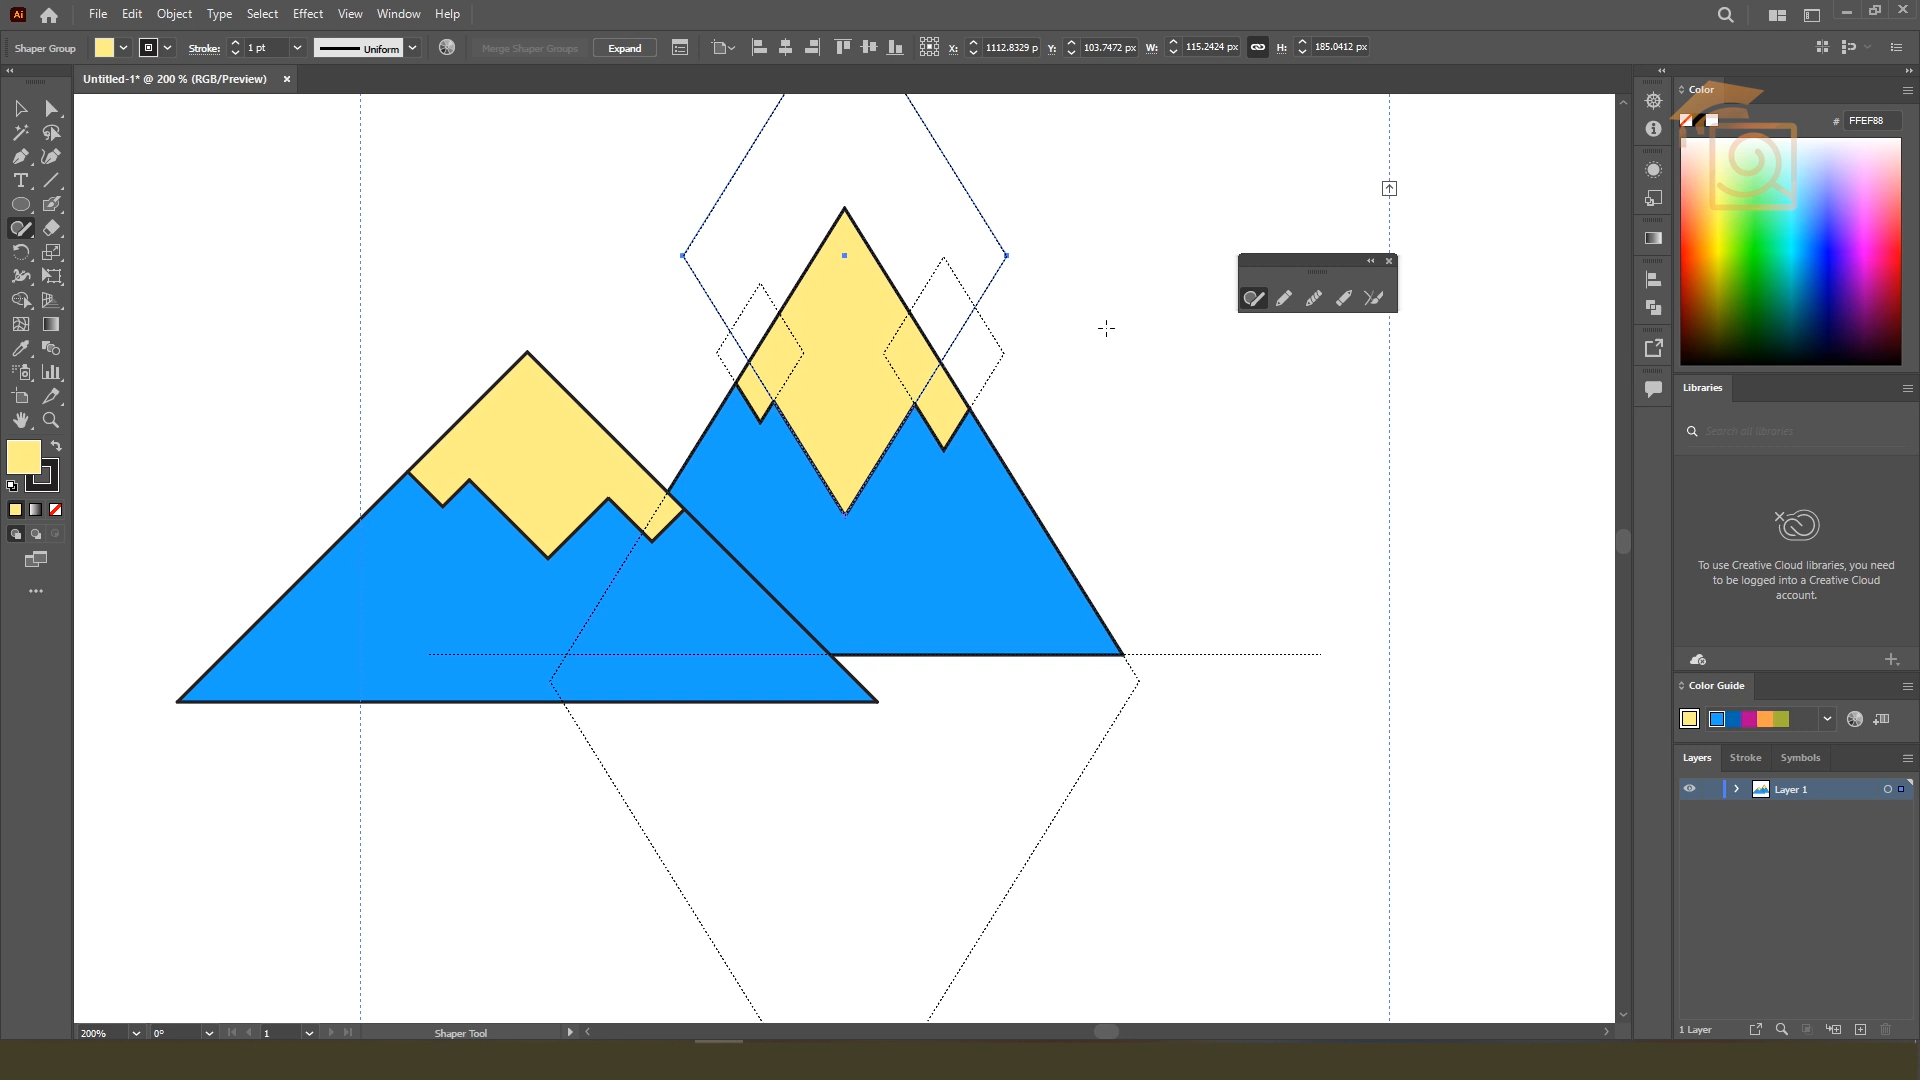 Ai
File Edit Object Type Select Effect View Window Help
Shaper Group Stroke: 1 pt Uniform Merge Shaper Groups Expand X: 1112.8329 p Y: 103.7472 px W: 115.2424 px H: 185.0412 px
Untitled-1* @ 200 % (RGB/Preview)
Color
# FFEF88
Libraries
Search all libraries
To use Creative Cloud libraries, you need
to be logged into a Creative Cloud
account.
Color Guide
Layers Stroke Symbols
Layer 1
1 Layer
200% 0° 1 Shaper Tool